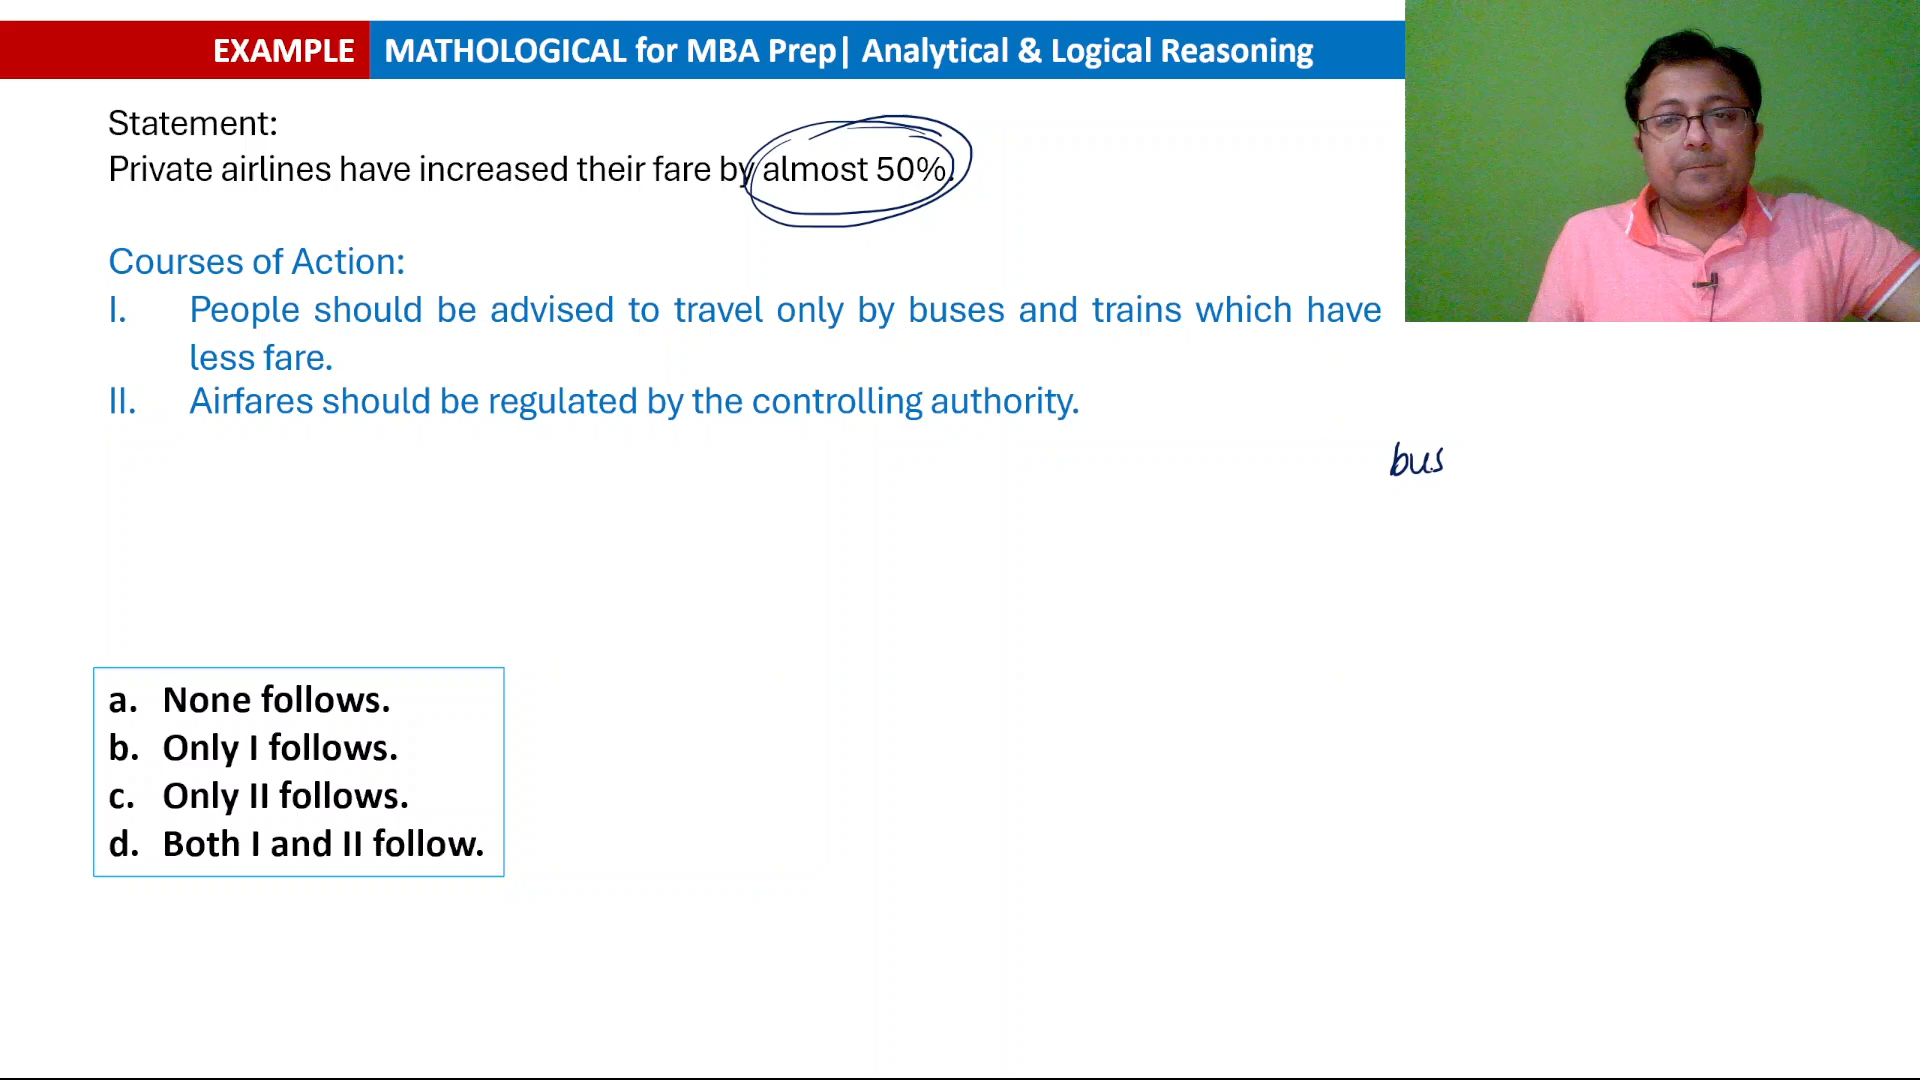 EXAMPLE MATHOLOGICAL for MBA Prep| Analytical & Logical Reasoning
Statement:
Private airlines have increased their fare by almost 50%.
Courses of Action:
I. People should be advised to travel only by buses and trains which have
less fare.
II. Airfares should be regulated by the controlling authority.
bus
a. None follows.
b. Only I follows.
c. Only II follows.
d. Both I and II follow.